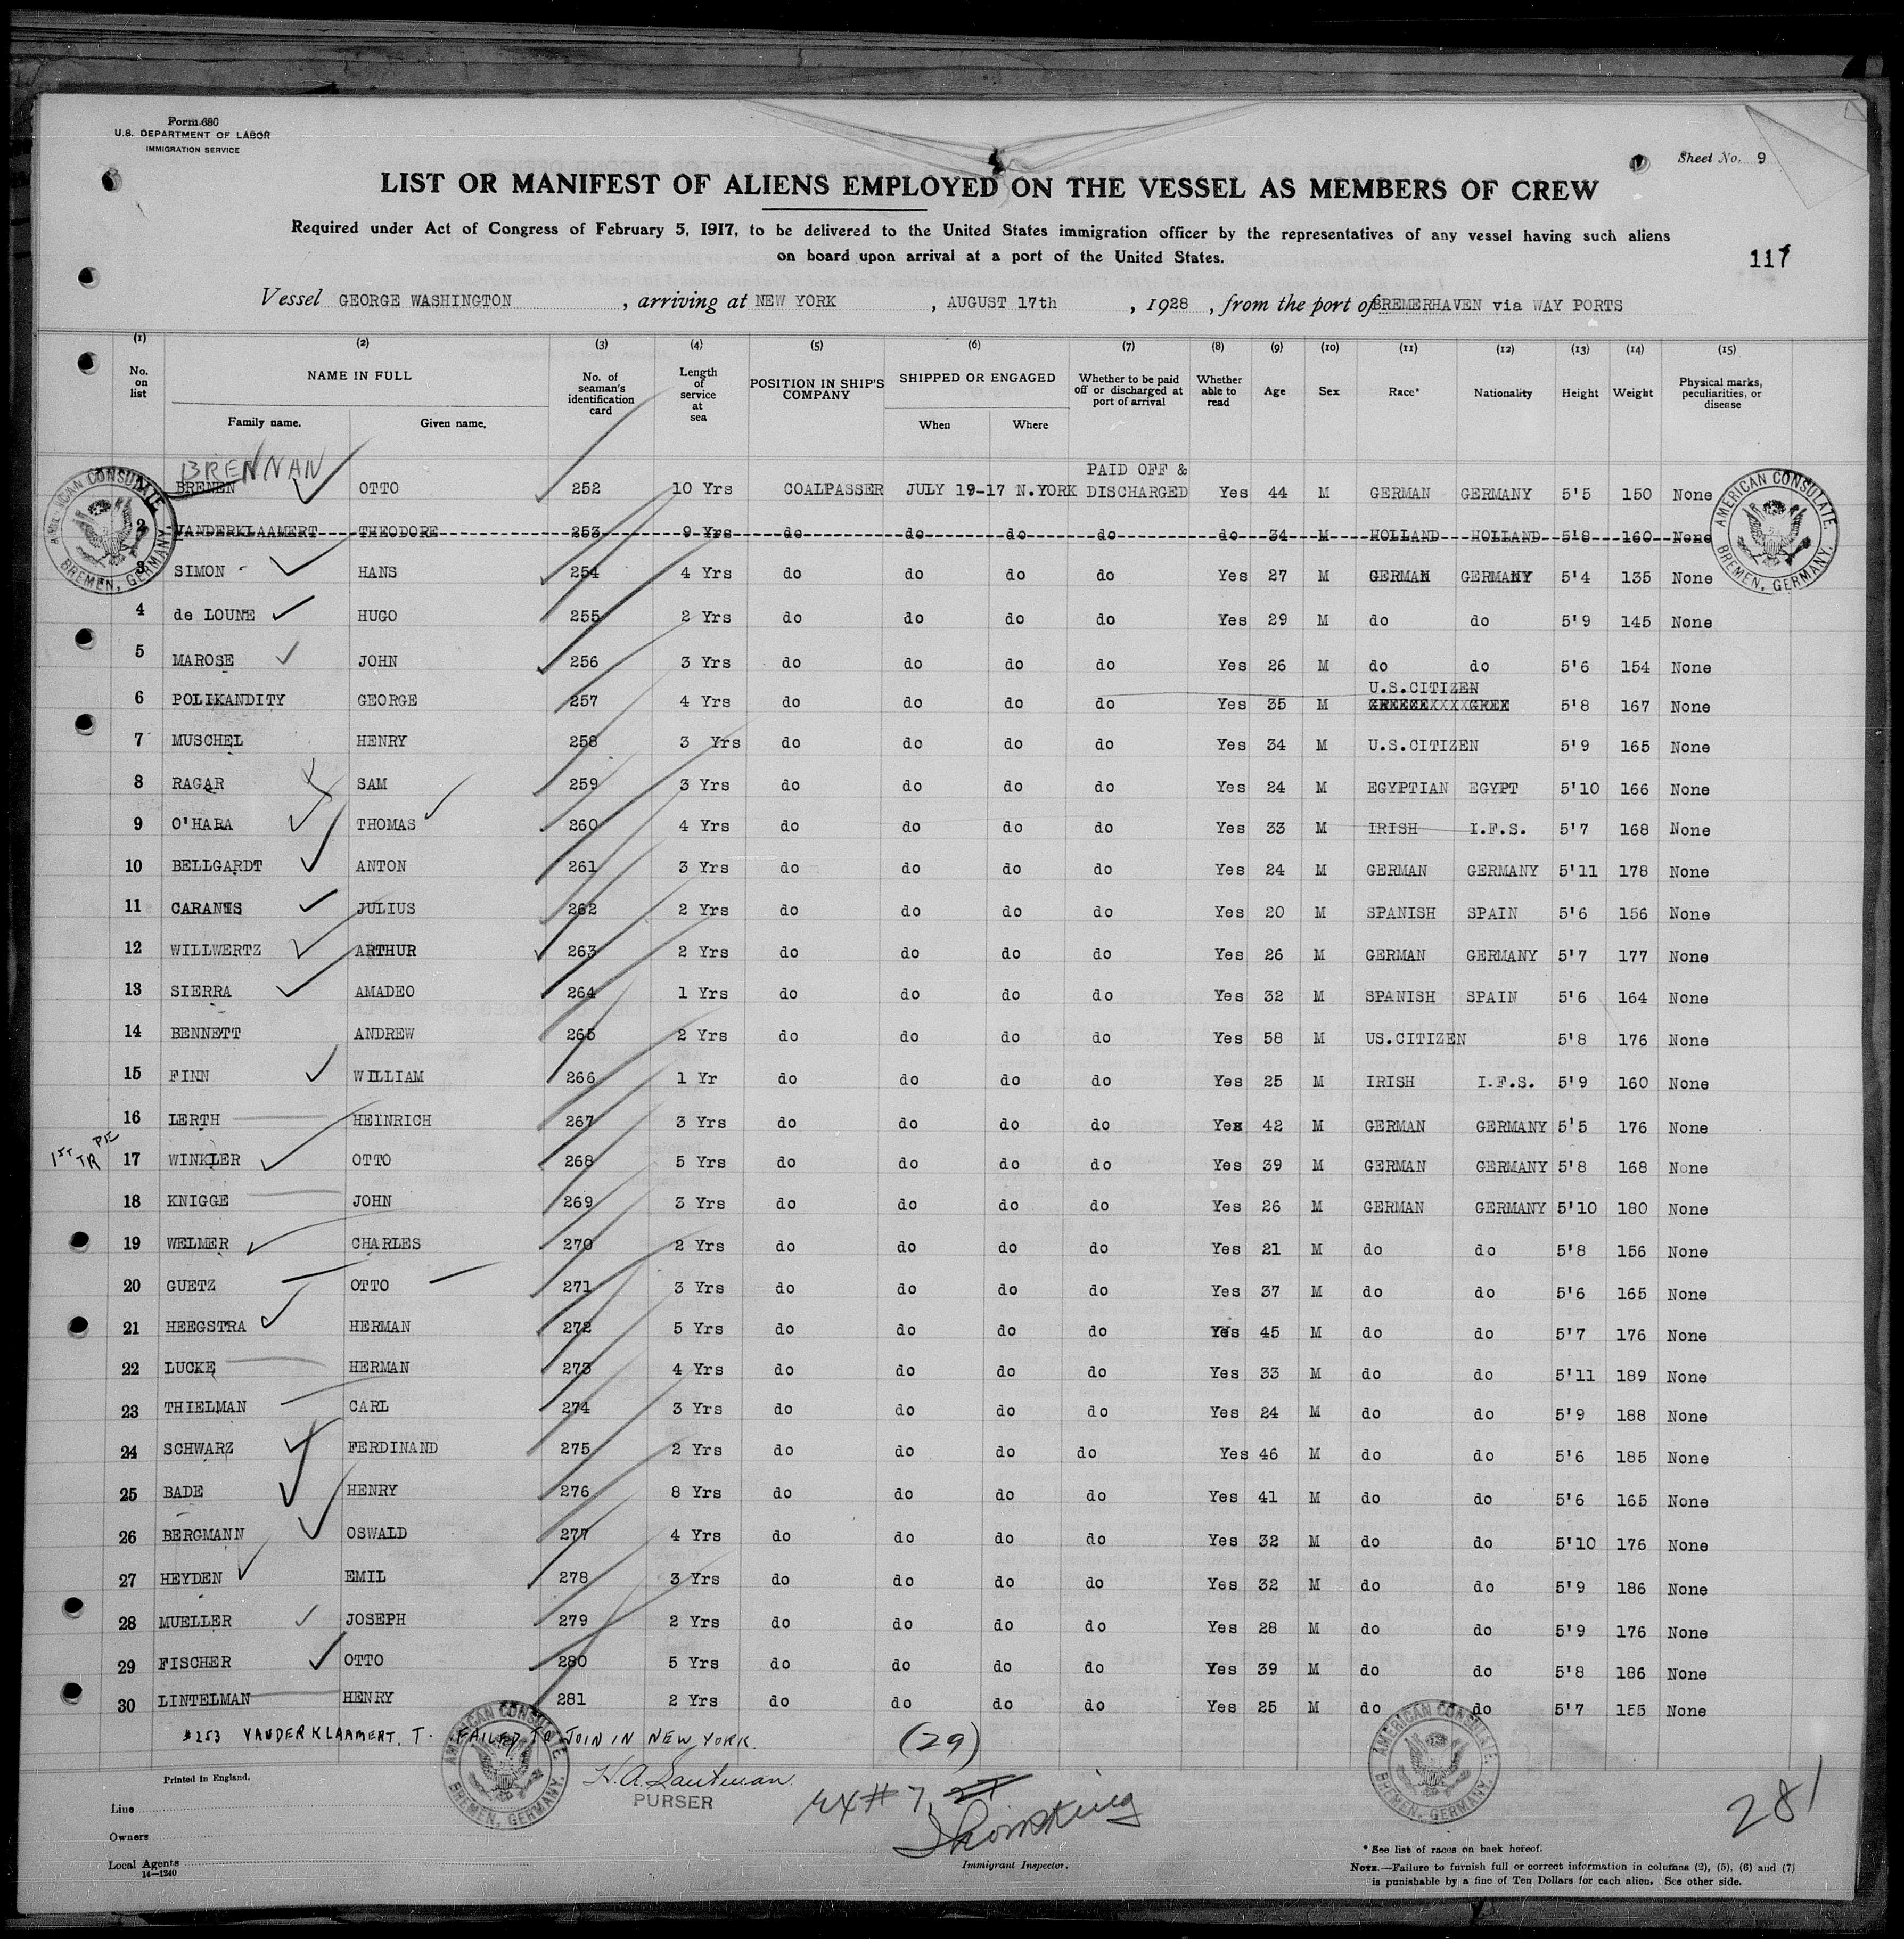 Form 680
U.S. DEPARTMENT OF LABOR
IMMIGRATION SERVICE
Sheet No. 9
LIST OR MANIFEST OF ALIENS EMPLOYED ON THE VESSEL AS MEMBERS OF CREW
Required under Act of Congress of February 5, 1917, to be delivered to the United States immigration officer by the representatives of any vessel having such aliens
on board upon arrival at a port of the United States.
Vessel GEORGE WASHINGTON, arriving at NEW YORK, AUGUST 17th, 1928, from the port of BREMERHAVEN via WAY PORTS
(1) (2) (3) (4) (5) (6) (7) (8) (9) (10) (11) (12) (13) (14) (15)
No. on list NAME IN FULL Family name. Given name. No. of seaman's identification card Length of service at sea POSITION IN SHIP'S COMPANY SHIPPED OR ENGAGED When Where Whether to be paid off or discharged at port of arrival Whether able to read Age Sex Race* Nationality Height Weight Physical marks, peculiarities, or disease
BRENNAN PAID OFF &
BRENEN OTTO 252 10 Yrs COALPASSER JULY 19-17 N.YORK DISCHARGED Yes 44 M GERMAN GERMANY 5'5 150 None
2 VANDERKLAAMERT THEODORE 253 9 Yrs do do do do do 34 M HOLLAND HOLLAND 5'8 160 None
3 SIMON HANS 254 4 Yrs do do do do Yes 27 M GERMAN GERMANY 5'4 135 None
4 de LOUNE HUGO 255 2 Yrs do do do do Yes 29 M do do 5'9 145 None
5 MAROSE JOHN 256 3 Yrs do do do do Yes 26 M do do 5'6 154 None
U.S.CITIZEN
6 POLIKANDITY GEORGE 257 4 Yrs do do do do Yes 35 M GREECEXXXXGREE 5'8 167 None
7 MUSCHEL HENRY 258 3 Yrs do do do do Yes 34 M U.S.CITIZEN 5'9 165 None
8 RAGAR SAM 259 3 Yrs do do do do Yes 24 M EGYPTIAN EGYPT 5'10 166 None
9 O'HARA THOMAS 260 4 Yrs do do do do Yes 33 M IRISH I.F.S. 5'7 168 None
10 BELLGARDT ANTON 261 3 Yrs do do do do Yes 24 M GERMAN GERMANY 5'11 178 None
11 CARANTS JULIUS 262 2 Yrs do do do do Yes 20 M SPANISH SPAIN 5'6 156 None
12 WILLWERTZ ARTHUR 263 2 Yrs do do do do Yes 26 M GERMAN GERMANY 5'7 177 None
13 SIERRA AMADEO 264 1 Yrs do do do do Yes 32 M SPANISH SPAIN 5'6 164 None
14 BENNETT ANDREW 265 2 Yrs do do do do Yes 58 M US.CITIZEN 5'8 176 None
15 FINN WILLIAM 266 1 Yr do do do do Yes 25 M IRISH I.F.S. 5'9 160 None
16 LERTH HEINRICH 267 3 Yrs do do do do Yes 42 M GERMAN GERMANY 5'5 176 None
1st TR P/E 17 WINKLER OTTO 268 5 Yrs do do do do Yes 39 M GERMAN GERMANY 5'8 168 None
18 KNIGGE JOHN 269 3 Yrs do do do do Yes 26 M GERMAN GERMANY 5'10 180 None
19 WELMER CHARLES 270 2 Yrs do do do do Yes 21 M do do 5'8 156 None
20 GUETZ OTTO 271 3 Yrs do do do do Yes 37 M do do 5'6 165 None
21 HEEGSTRA HERMAN 272 5 Yrs do do do do Yes 45 M do do 5'7 176 None
22 LUCKE HERMAN 273 4 Yrs do do do do Yes 33 M do do 5'11 189 None
23 THIELMAN CARL 274 3 Yrs do do do do Yes 24 M do do 5'9 188 None
24 SCHWARZ FERDINAND 275 2 Yrs do do do do Yes 46 M do do 5'6 185 None
25 BADE HENRY 276 8 Yrs do do do do Yes 41 M do do 5'6 165 None
26 BERGMANN OSWALD 277 4 Yrs do do do do Yes 32 M do do 5'10 176 None
27 HEYDEN EMIL 278 3 Yrs do do do do Yes 32 M do do 5'9 186 None
28 MUELLER JOSEPH 279 2 Yrs do do do do Yes 28 M do do 5'9 176 None
29 FISCHER OTTO 280 5 Yrs do do do do Yes 39 M do do 5'8 186 None
30 LINTELMAN HENRY 281 2 Yrs do do do do Yes 25 M do do 5'7 155 None
#253 VANDERKLAAMERT, T. FAILED TO JOIN IN NEW YORK. (29)
AMERICAN CONSULATE. BREMEN, GERMANY.
AMERICAN CONSULATE. BREMEN, GERMANY.
AMERICAN CONSULATE. BREMEN, GERMANY.
AMERICAN CONSULATE. BREMEN, GERMANY.
Printed in England.
PURSER
281
Line
Owners
Local Agents
14—1240
Immigrant Inspector.
* See list of races on back hereof.
NOTE.—Failure to furnish full or correct information in columns (2), (5), (6) and (7)
is punishable by a fine of Ten Dollars for each alien. See other side.